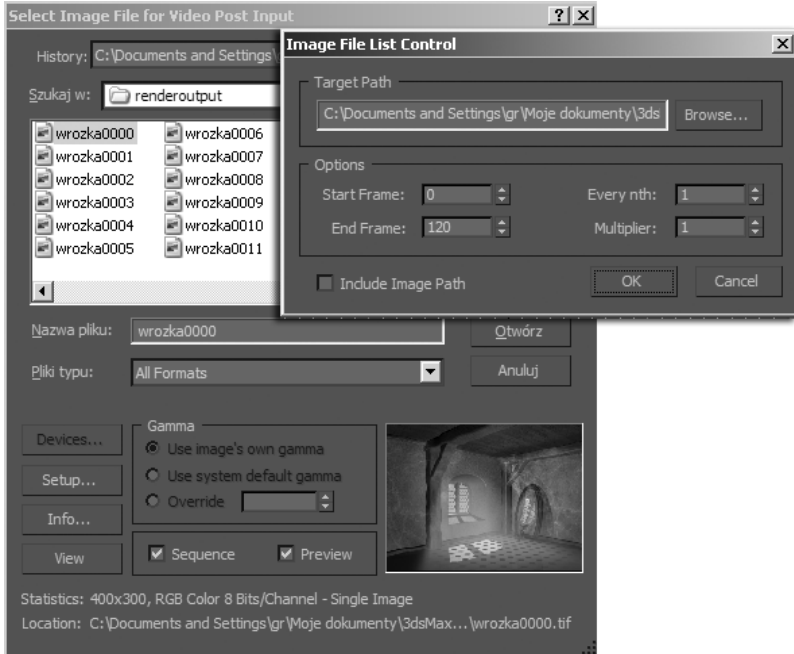 Select Image File for Video Post Input
History: C:\Documents and Settings\
Szukaj w: renderoutput
wrozka0000 wrozka0006
wrozka0001 wrozka0007
wrozka0002 wrozka0008
wrozka0003 wrozka0009
wrozka0004 wrozka0010
wrozka0005 wrozka0011
Nazwa pliku: wrozka0000 Otwórz
Pliki typu: All Formats Anuluj
Devices...
Setup...
Info...
View
Gamma
Use image's own gamma
Use system default gamma
Override
Sequence Preview
Statistics: 400x300, RGB Color 8 Bits/Channel - Single Image
Location: C:\Documents and Settings\gr\Moje dokumenty\3dsMax...\wrozka0000.tif
Image File List Control
Target Path
C:\Documents and Settings\gr\Moje dokumenty\3ds Browse...
Options
Start Frame: 0 Every nth: 1
End Frame: 120 Multiplier: 1
Include Image Path OK Cancel